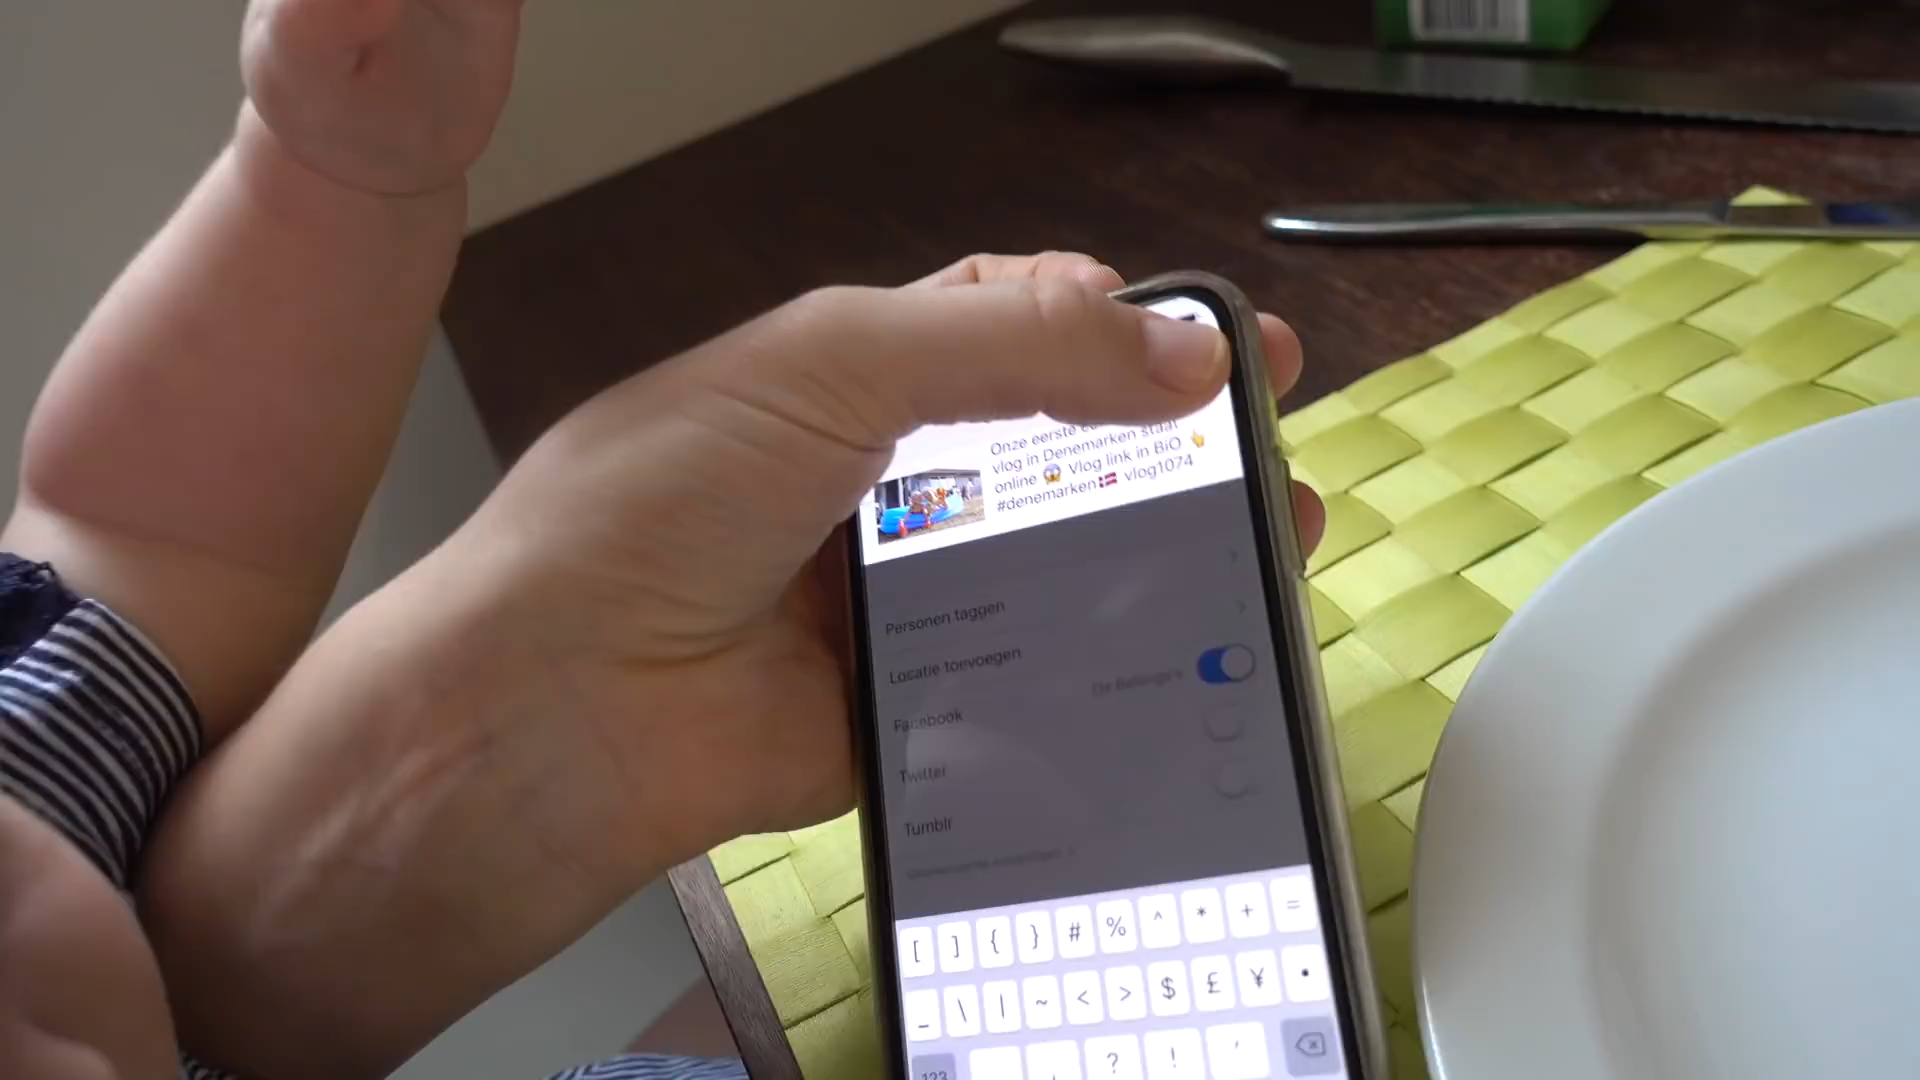 Onze eerste
vlog in Denemarken staat
online 😱 Vlog link in BiO 👆
#denemarken🇩🇰 vlog1074
Personen taggen
Locatie toevoegen
Facebook
Twitter
Tumblr
[ ] { } # % ^ * + =
_ \ | ~ < > $ £ ¥ •
123 . , ? ! '